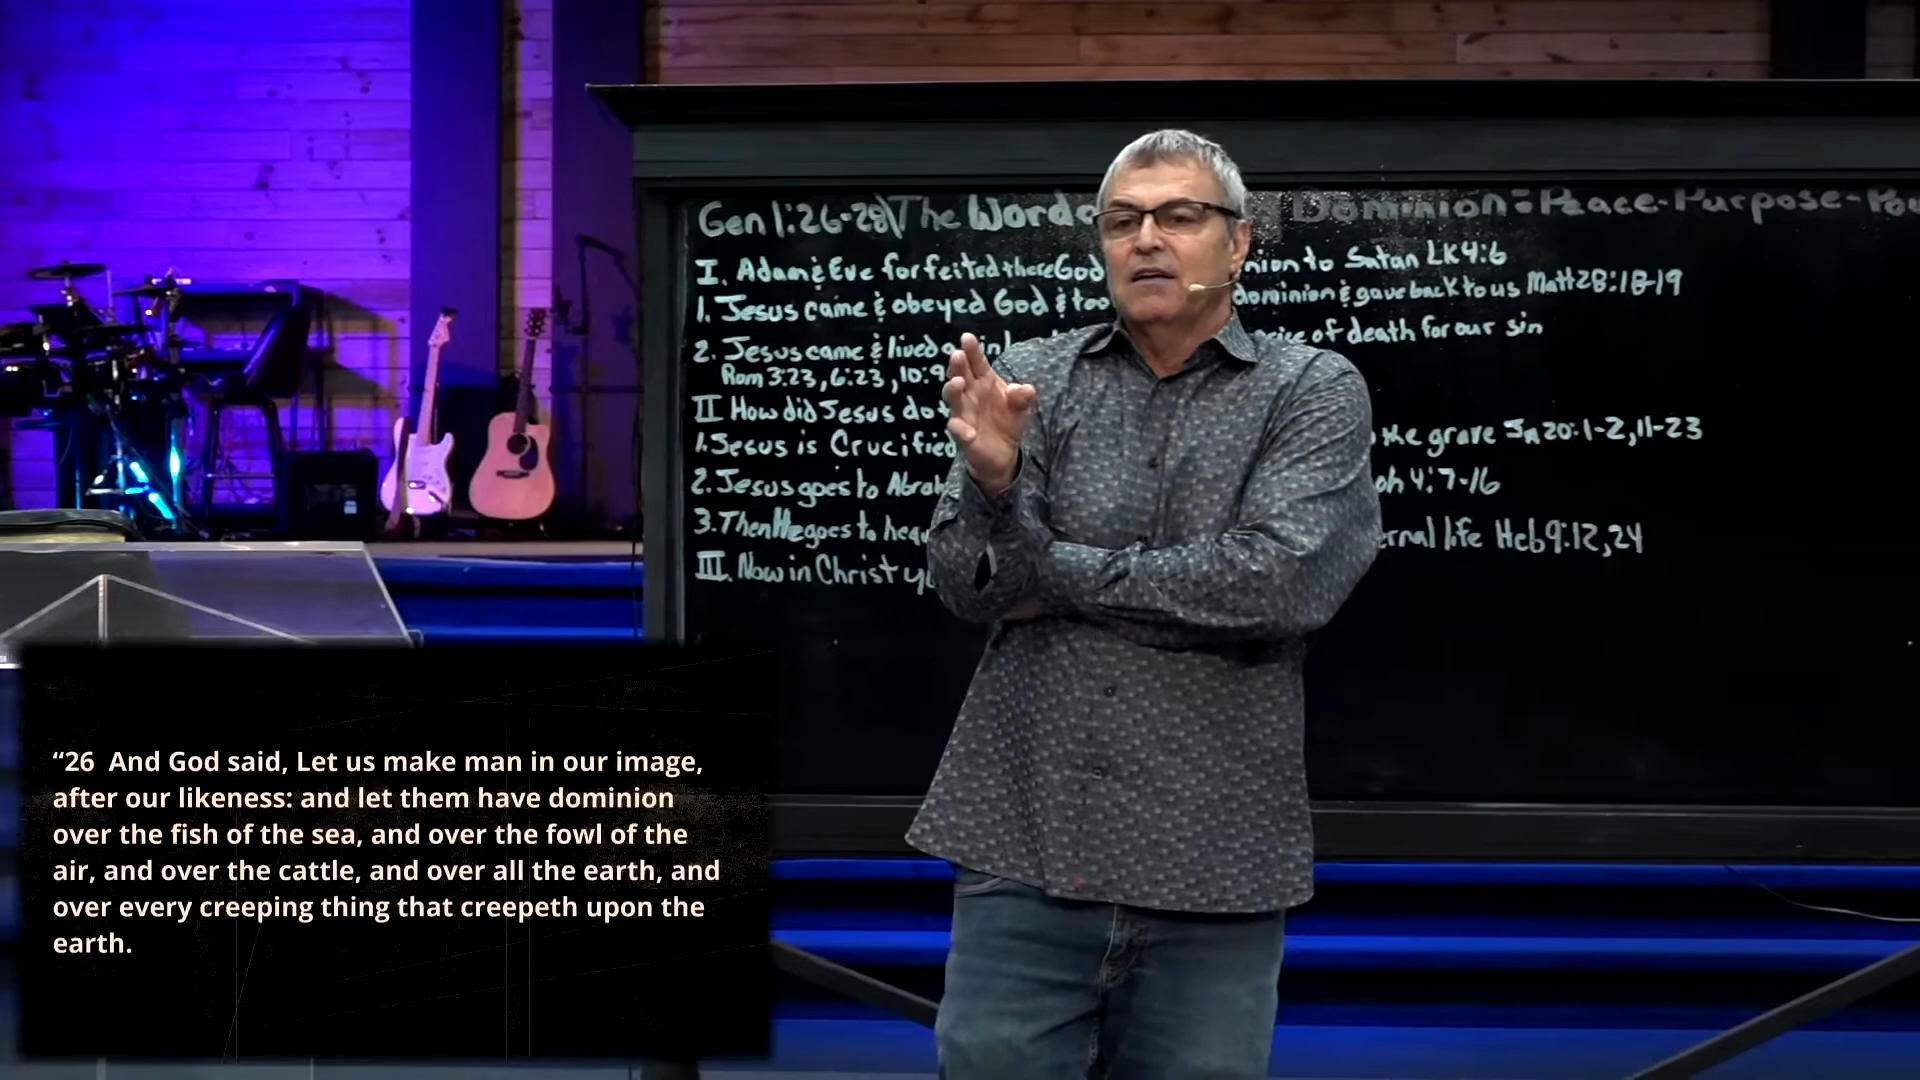 Gen 1:26-28\The Word Dominion = Peace-Purpose-
I. Adam & Eve forfeited there God to Satan LK4:6
1. Jesus came & obeyed God & dominion & gave back to us Matt 28:18-19
2. Jesus came & lived of death for our sin
Rom 3:23, 6:23, 10:9
II How did Jesus do
1. Jesus is Crucified the grave Jn 20:1-2, 11-23
2. Jesus goes to 4:7-16
3. Then He goes to life Heb 9:12, 24
III. Now in Christ
“26 And God said, Let us make man in our image,
after our likeness: and let them have dominion
over the fish of the sea, and over the fowl of the
air, and over the cattle, and over all the earth, and
over every creeping thing that creepeth upon the
earth.